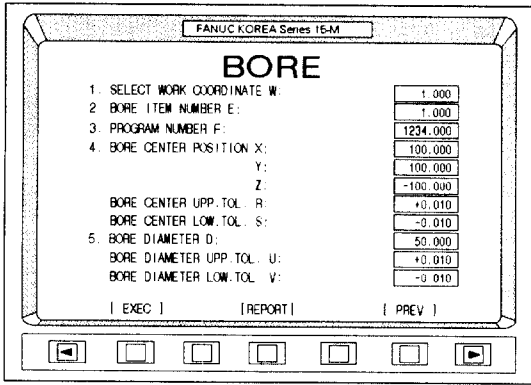 FANUC KOREA Series 15-M
BORE
1. SELECT WORK COORDINATE W: 1.000
2 BORE ITEM NUMBER E: 1.000
3. PROGRAM NUMBER F: 1234.000
4. BORE CENTER POSITION X: 100.000
Y: 100.000
Z: -100.000
BORE CENTER UPP.TOL. R: +0.010
BORE CENTER LOW.TOL. S: -0.010
5. BORE DIAMETER D: 50.000
BORE DIAMETER UPP.TOL. U: +0.010
BORE DIAMETER LOW.TOL V: -0.010
[ EXEC ] [REPORT] [ PREV ]